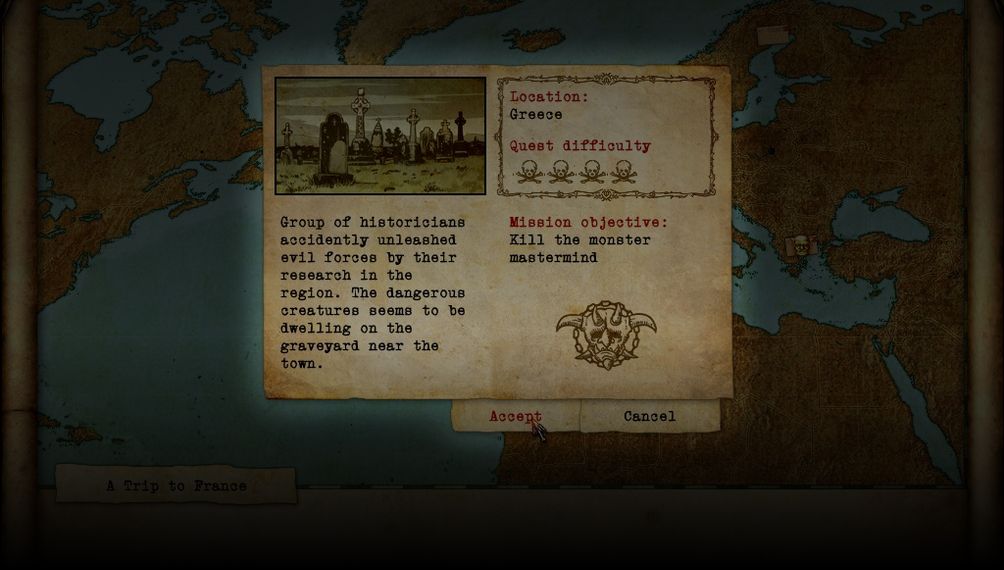 Location:
Greece
Quest difficulty
Group of historicians
accidently unleashed
evil forces by their
research in the
region. The dangerous
creatures seems to be
dwelling on the
graveyard near the
town.
Mission objective:
Kill the monster
mastermind
Accept
Cancel
A Trip to France